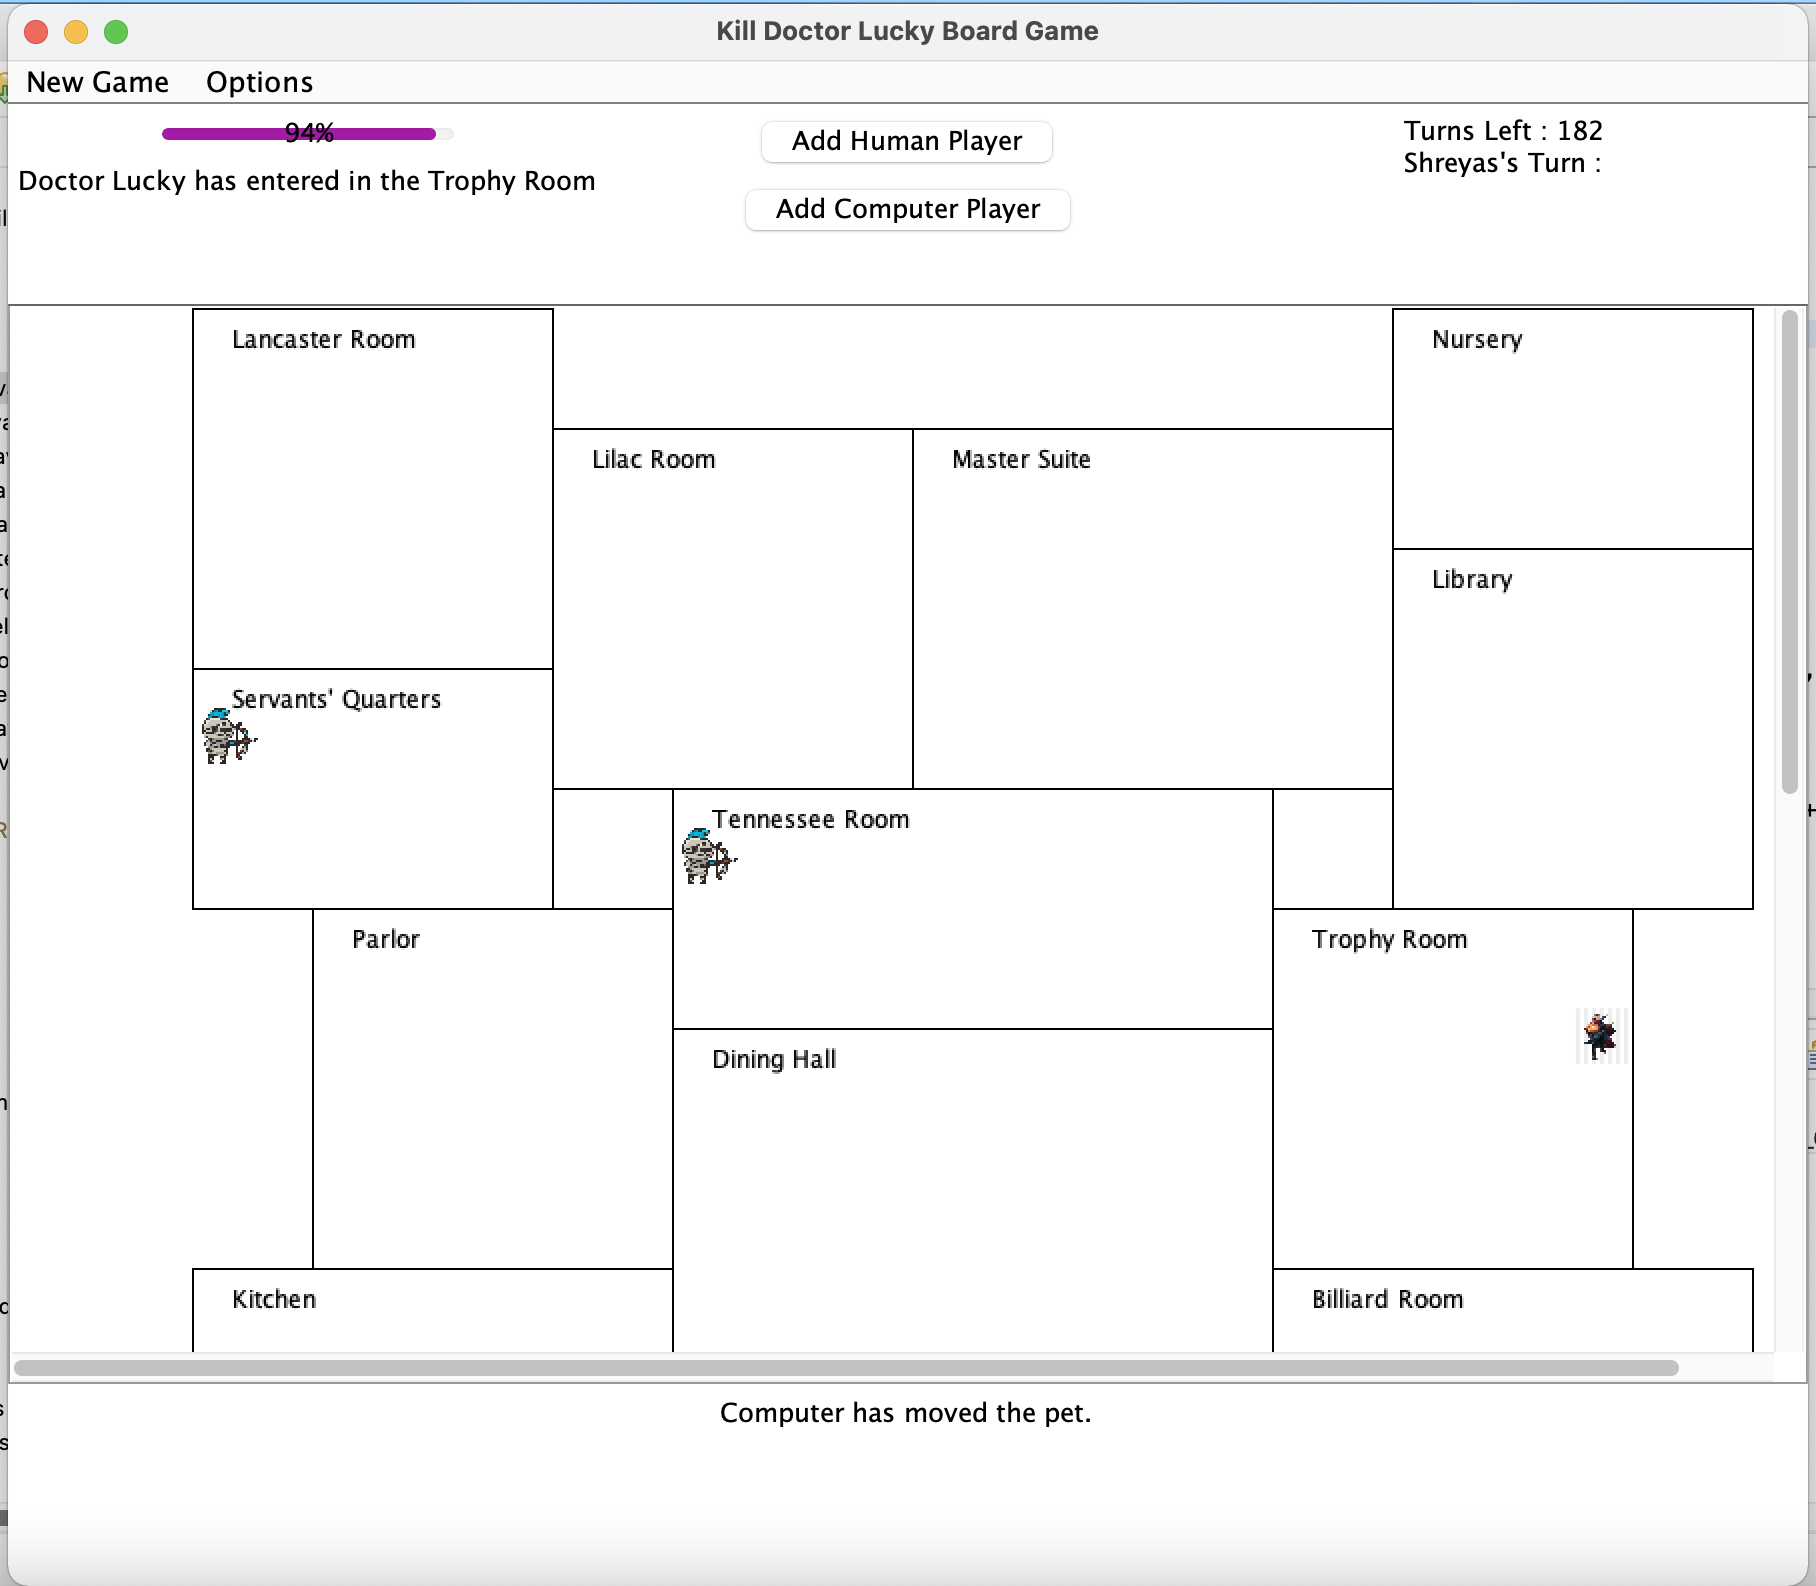 Kill Doctor Lucky Board Game
New Game Options
94%
Doctor Lucky has entered in the Trophy Room
Add Human Player
Add Computer Player
Turns Left : 182
Shreyas's Turn :
Lancaster Room
Nursery
Lilac Room
Master Suite
Library
Servants' Quarters
Tennessee Room
Parlor
Trophy Room
Dining Hall
Kitchen
Billiard Room
Computer has moved the pet.